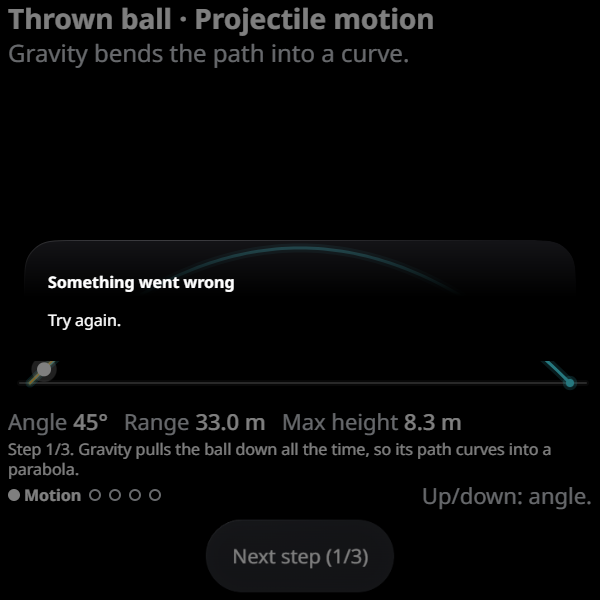 Thrown ball · Projectile motion
Gravity bends the path into a curve.
Something went wrong
Try again.
Angle 45° Range 33.0 m Max height 8.3 m
Step 1/3. Gravity pulls the ball down all the time, so its path curves into a
parabola.
Motion
Up/down: angle.
Next step (1/3)